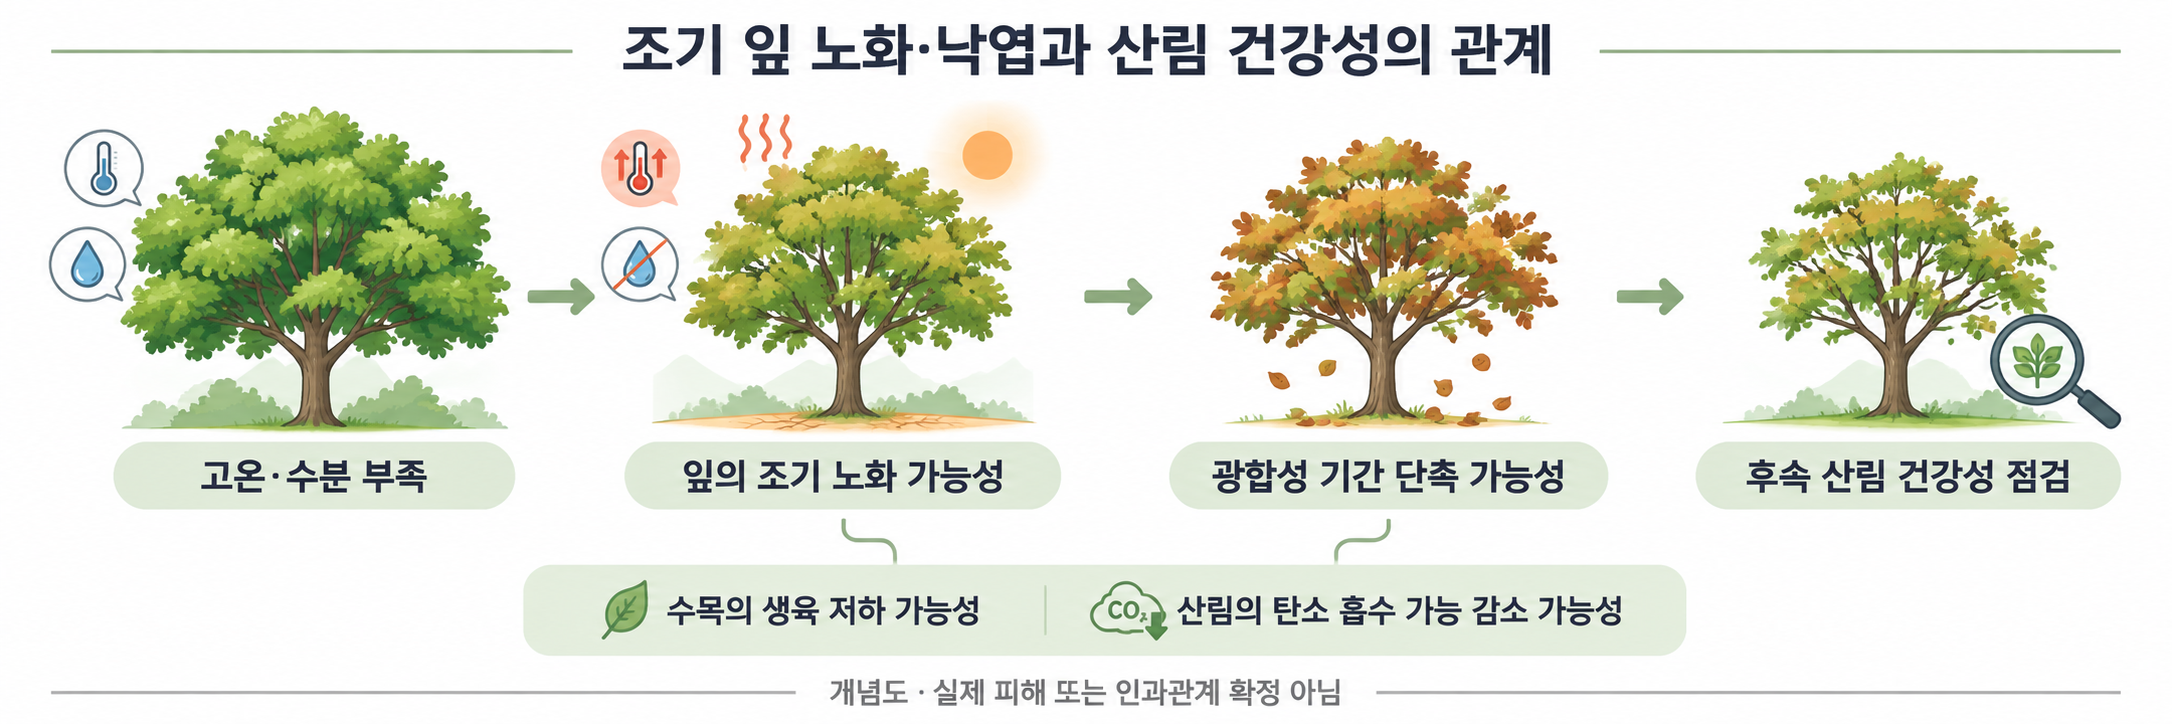 조기 잎 노화·낙엽과 산림 건강성의 관계
고온·수분 부족
잎의 조기 노화 가능성
광합성 기간 단축 가능성
후속 산림 건강성 점검
수목의 생육 저하 가능성
CO₂
산림의 탄소 흡수 가능 감소 가능성
개념도 · 실제 피해 또는 인과관계 확정 아님